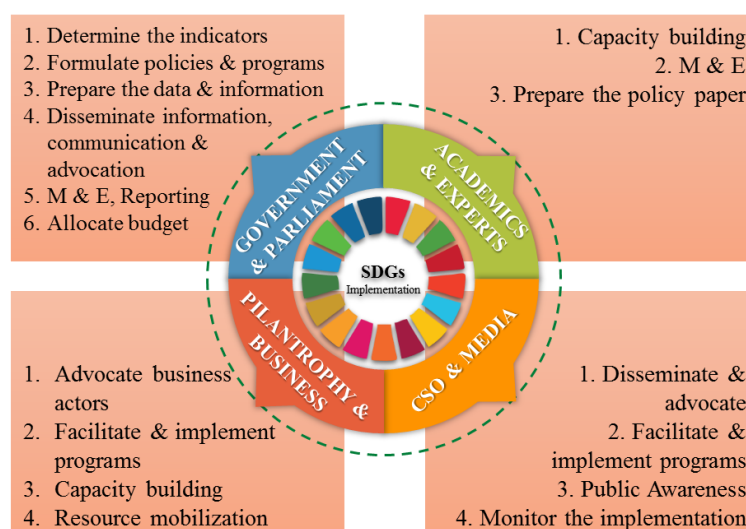 1. Determine the indicators
2. Formulate policies & programs
3. Prepare the data & information
4. Disseminate information,
communication &
advocation
5. M & E, Reporting
6. Allocate budget
1. Capacity building
2. M & E
3. Prepare the policy paper
GOVERNMENT
& PARLIAMENT
ACADEMICS
& EXPERTS
SDGs
Implementation
PILANTROPHY &
BUSINESS
CSO & MEDIA
1. Advocate business
actors
2. Facilitate & implement
programs
3. Capacity building
4. Resource mobilization
1. Disseminate &
advocate
2. Facilitate &
implement programs
3. Public Awareness
4. Monitor the implementation